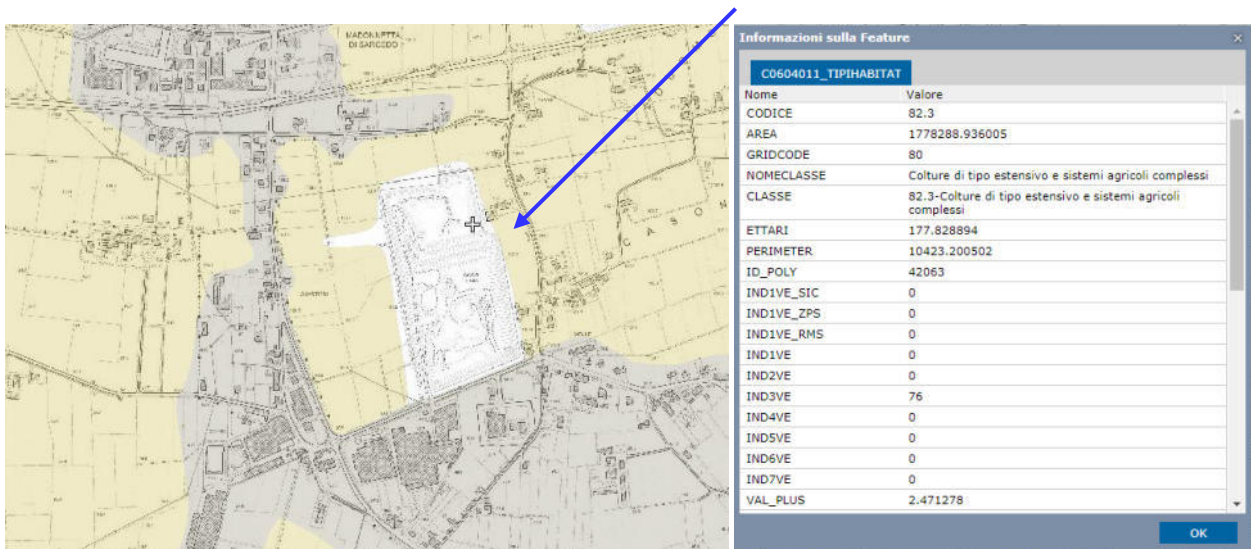 MADONNETTA
DI SARCEDO
Informazioni sulla Feature
C0604011_TIPIHABITAT
Nome Valore
CODICE 82.3
AREA 1778288.936005
GRIDCODE 80
NOMECLASSE Colture di tipo estensivo e sistemi agricoli complessi
CLASSE 82.3-Colture di tipo estensivo e sistemi agricoli
complessi
ETTARI 177.828894
PERIMETER 10423.200502
ID_POLY 42063
IND1VE_SIC 0
IND1VE_ZPS 0
IND1VE_RMS 0
IND1VE 0
IND2VE 0
IND3VE 76
IND4VE 0
IND5VE 0
IND6VE 0
IND7VE 0
VAL_PLUS 2.471278
OK